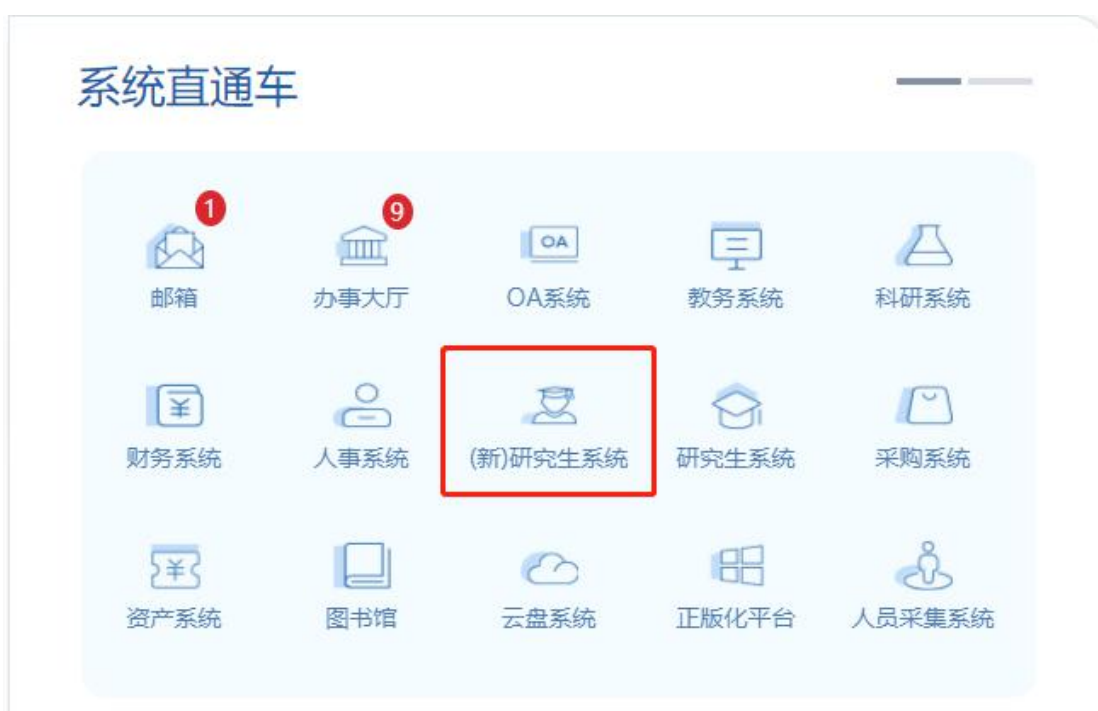 系统直通车
1 9
OA
邮箱 办事大厅 OA系统 教务系统 科研系统
¥
财务系统 人事系统 (新)研究生系统 研究生系统 采购系统
¥
资产系统 图书馆 云盘系统 正版化平台 人员采集系统